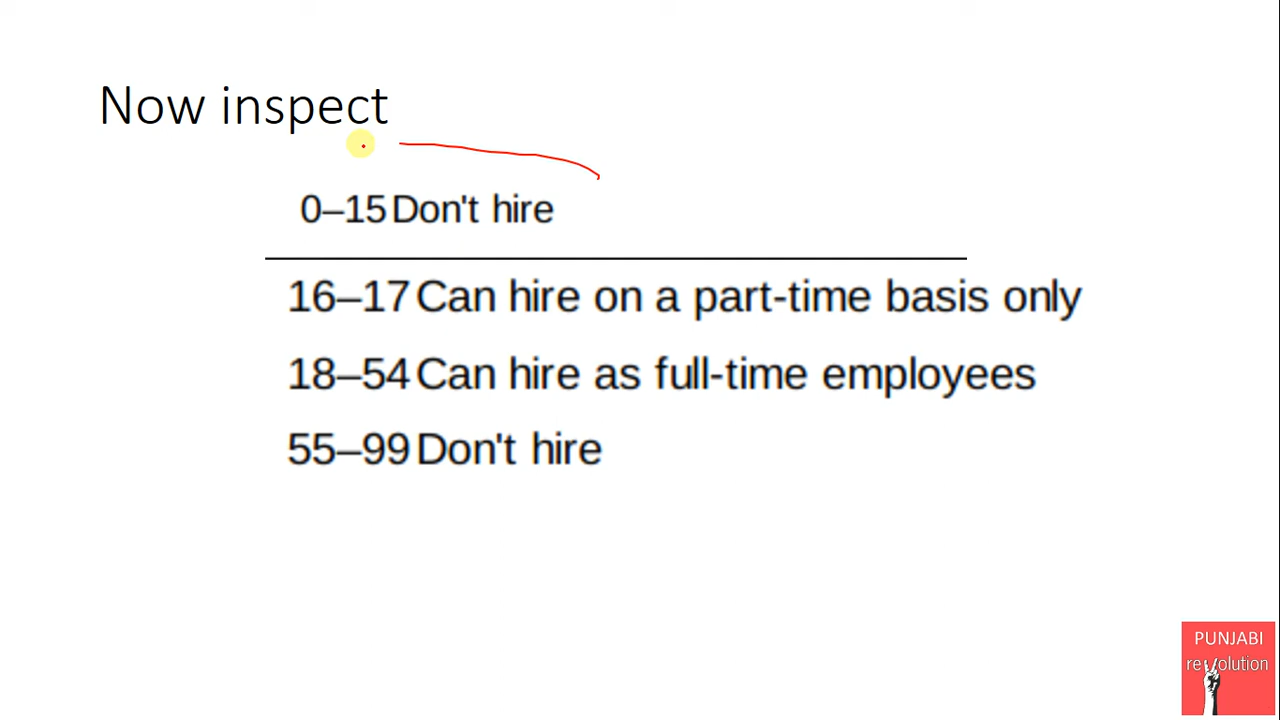 Now inspect
0–15 Don't hire
16–17 Can hire on a part-time basis only
18–54 Can hire as full-time employees
55–99 Don't hire
PUNJABI
revolution